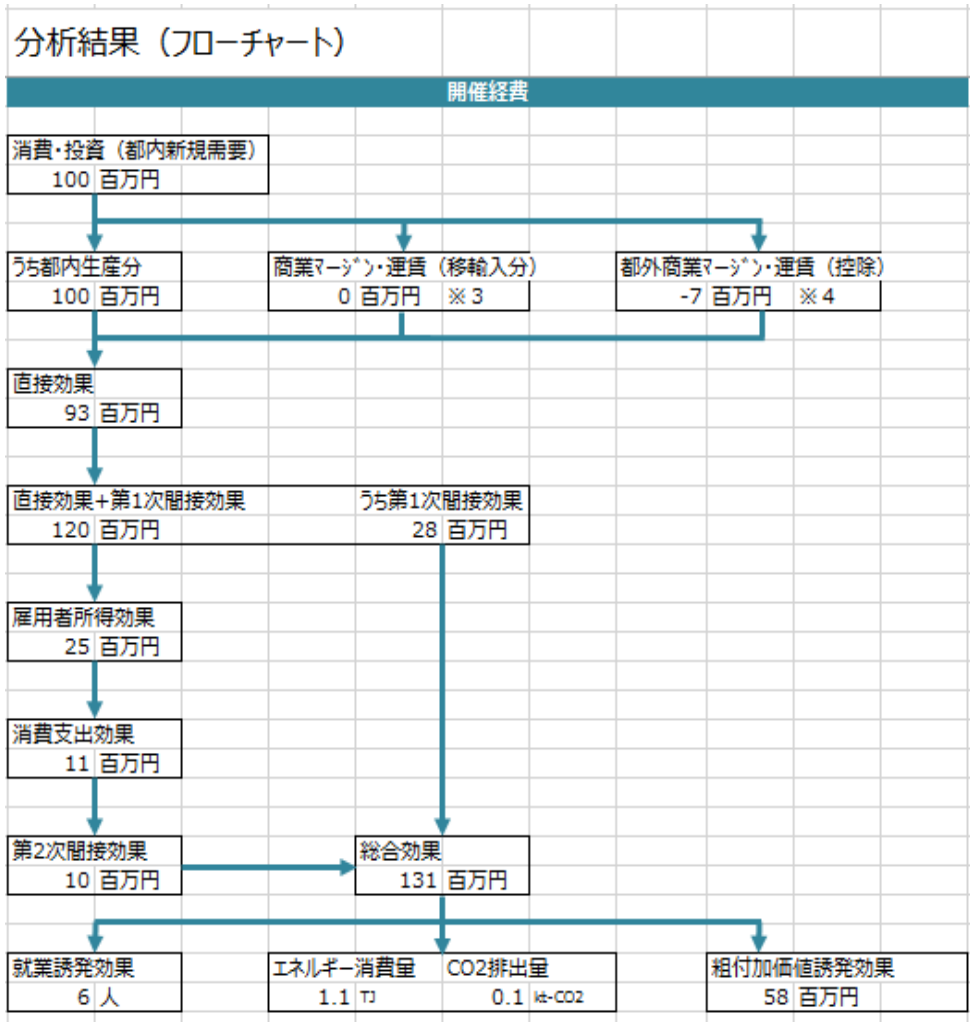 分析結果（フローチャート）
開催経費
消費・投資（都内新規需要）
100 百万円
うち都内生産分 商業ﾏｰｼﾞﾝ・運賃（移輸入分） 都外商業ﾏｰｼﾞﾝ・運賃（控除）
100 百万円 0 百万円 ※３ -7 百万円 ※４
直接効果
93 百万円
直接効果+第1次間接効果 うち第1次間接効果
120 百万円 28 百万円
雇用者所得効果
25 百万円
消費支出効果
11 百万円
第2次間接効果 総合効果
10 百万円 131 百万円
就業誘発効果 エネルギー消費量 CO2排出量 粗付加価値誘発効果
6 人 1.1 TJ 0.1 kt-CO2 58 百万円